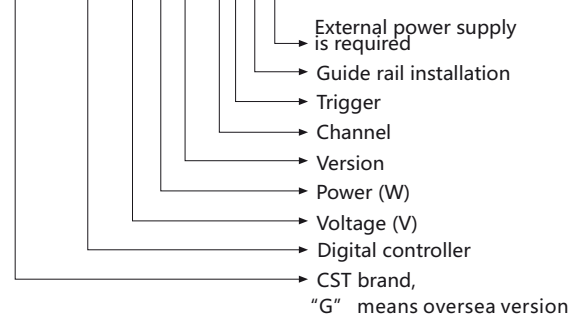 External power supply
is required
Guide rail installation
Trigger
Channel
Version
Power (W)
Voltage (V)
Digital controller
CST brand,
“G” means oversea version